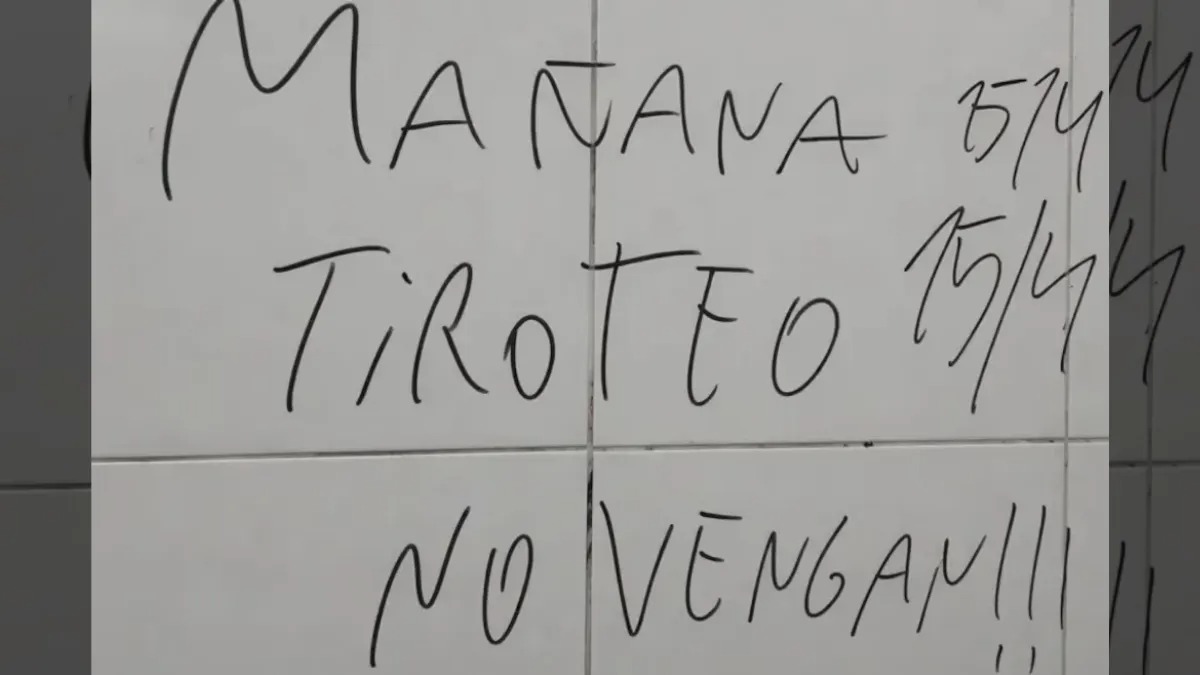 MAÑANA 15/4
TiROTEO 15/4
NO VENGAN!!!